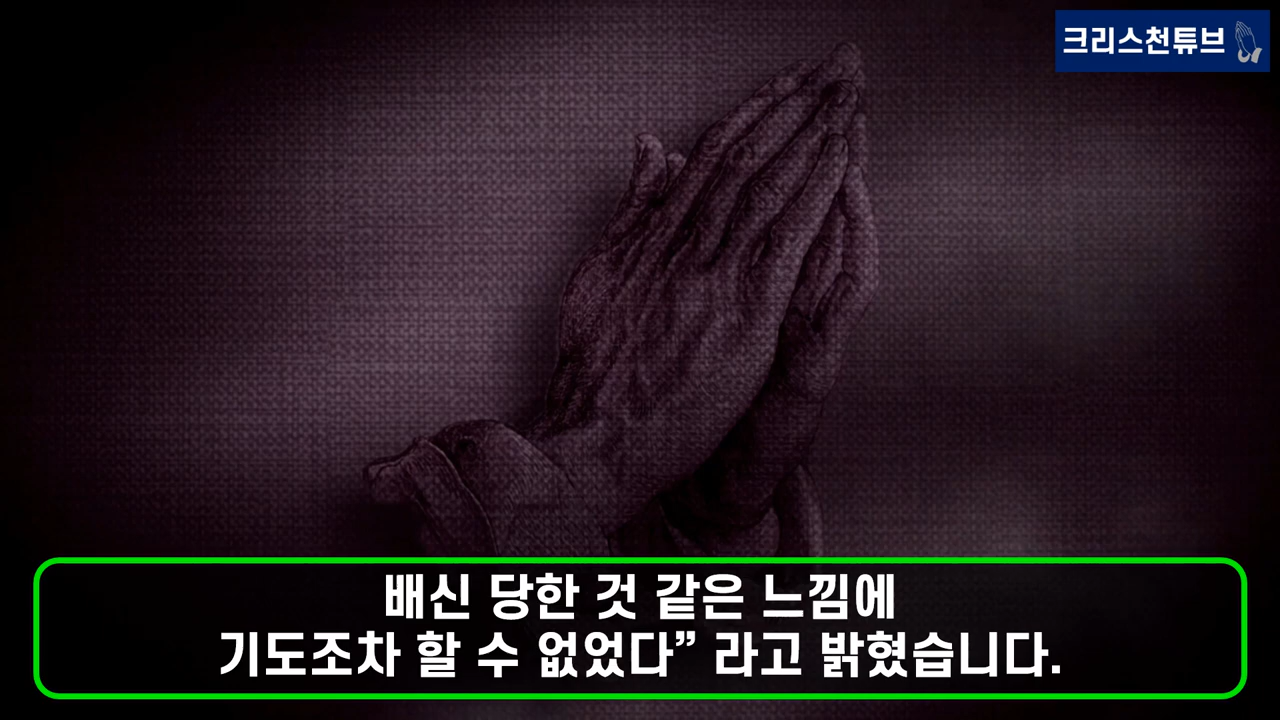 크리스천튜브
배신 당한 것 같은 느낌에
기도조차 할 수 없었다” 라고 밝혔습니다.